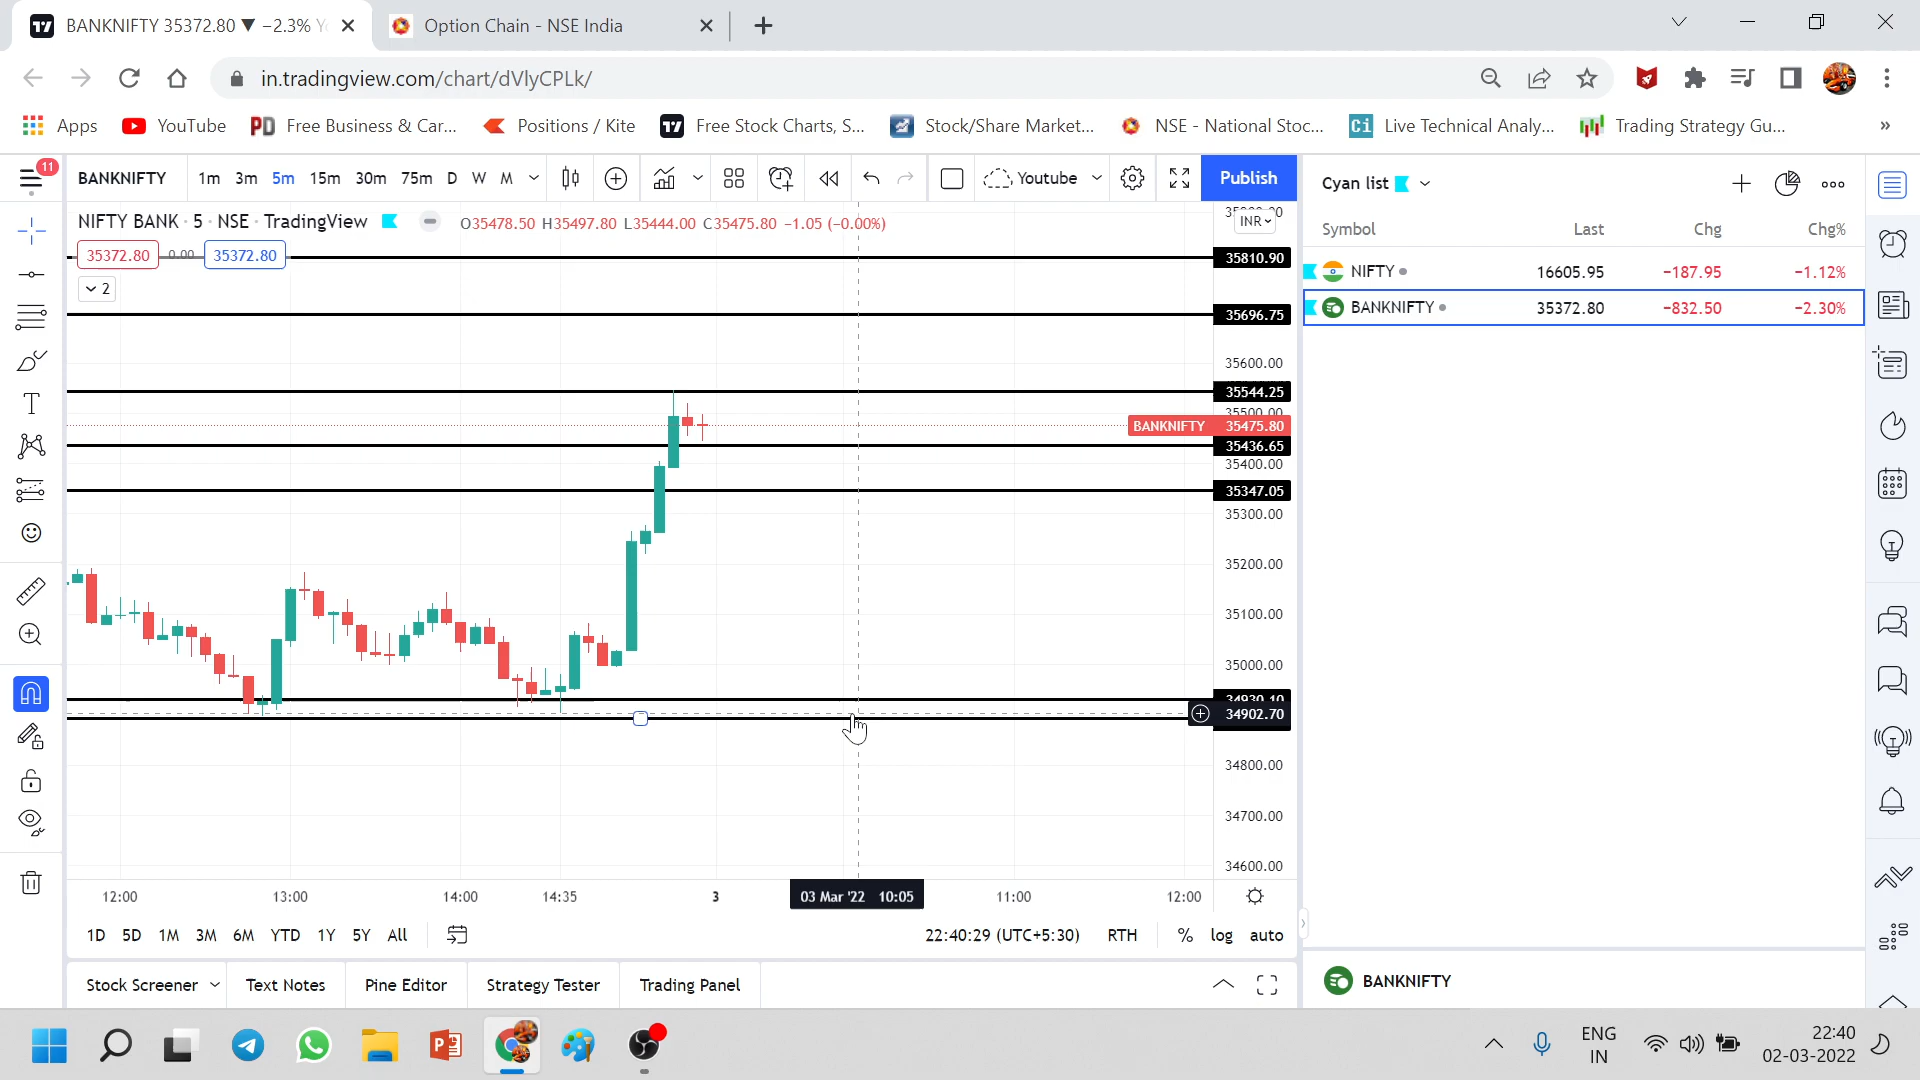 BANKNIFTY 35372.80 ▼ −2.3%
Option Chain - NSE India
in.tradingview.com/chart/dVlyCPLk/
Apps
YouTube
Free Business & Car...
Positions / Kite
Free Stock Charts, S...
Stock/Share Market...
NSE - National Stoc...
Live Technical Analy...
Trading Strategy Gu...
»
11
BANKNIFTY 1m 3m 5m 15m 30m 75m D W M Youtube Publish
NIFTY BANK · 5 · NSE · TradingView
O35478.50 H35497.80 L35444.00 C35475.80 −1.05 (−0.00%)
INR
35372.80 0.00 35372.80
2
35810.90
35696.75
35600.00
35544.25
35500.00
BANKNIFTY 35475.80
35436.65
35400.00
35347.05
35300.00
35200.00
35100.00
35000.00
34930.10
34902.70
34800.00
34700.00
34600.00
12:00 13:00 14:00 14:35 3 03 Mar '22 10:05 11:00 12:00
1D 5D 1M 3M 6M YTD 1Y 5Y All
22:40:29 (UTC+5:30) RTH % log auto
Stock Screener Text Notes Pine Editor Strategy Tester Trading Panel
Cyan list
Symbol Last Chg Chg%
NIFTY 16605.95 −187.95 −1.12%
BANKNIFTY 35372.80 −832.50 −2.30%
BANKNIFTY
ENG
IN
22:40
02-03-2022